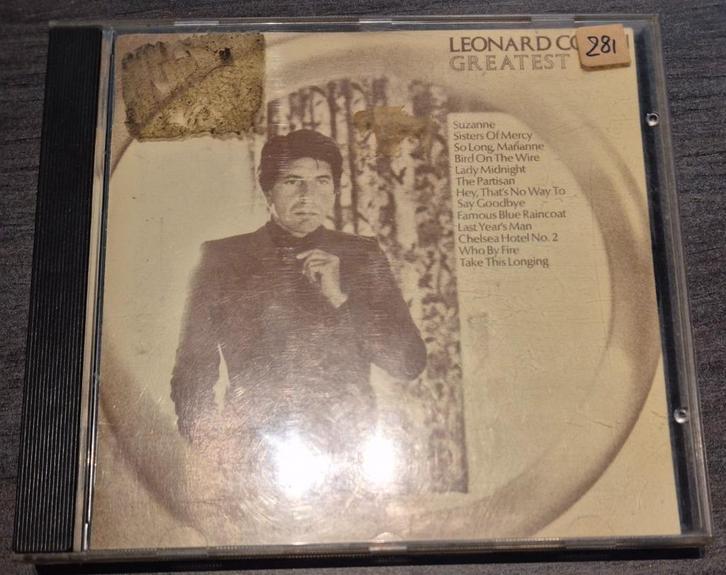 LEONARD CO
GREATEST
281
Suzanne
Sisters Of Mercy
So Long, Marianne
Bird On The Wire
Lady Midnight
The Partisan
Hey, That's No Way To
Say Goodbye
Famous Blue Raincoat
Last Year's Man
Chelsea Hotel No. 2
Who By Fire
Take This Longing